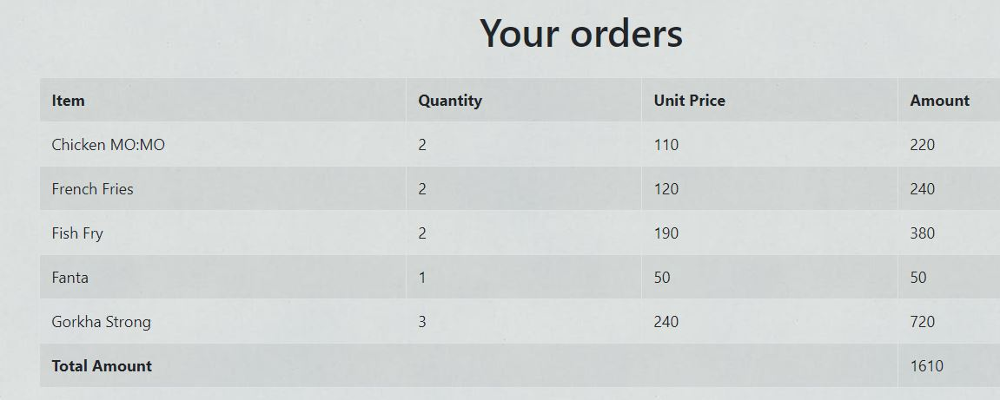 Your orders
Item Quantity Unit Price Amount
Chicken MO:MO 2 110 220
French Fries 2 120 240
Fish Fry 2 190 380
Fanta 1 50 50
Gorkha Strong 3 240 720
Total Amount 1610